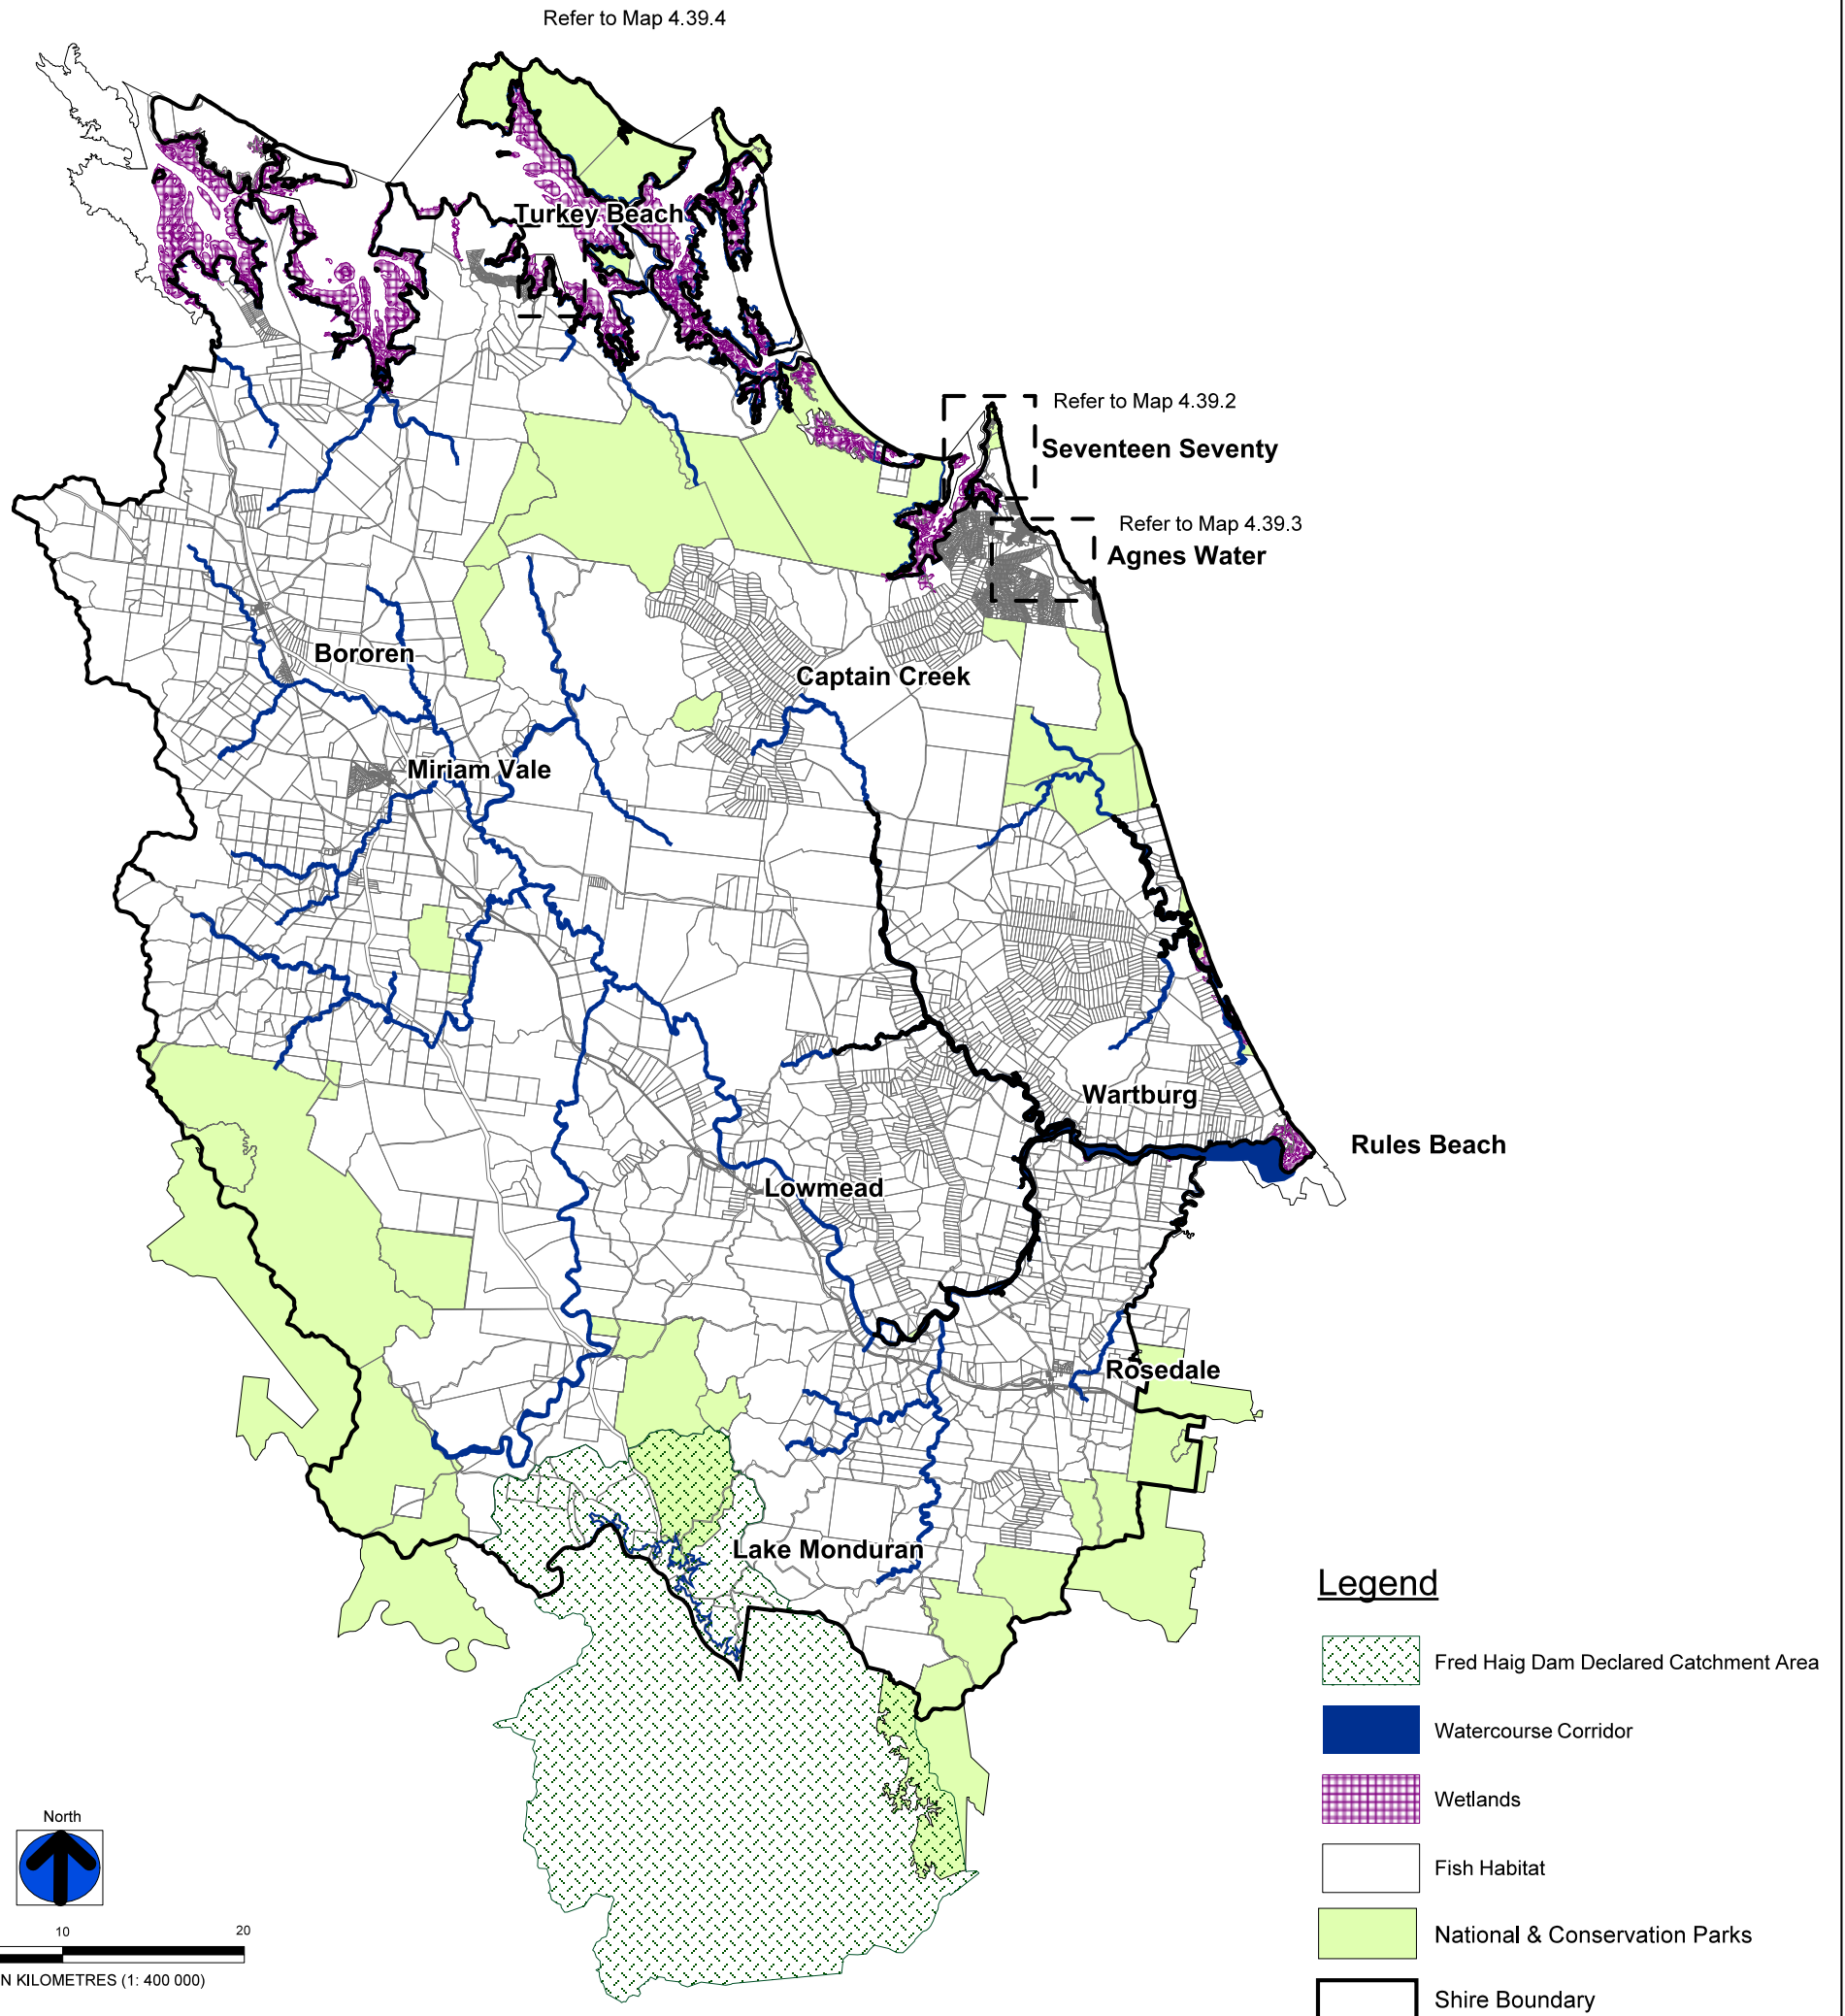 Refer to Map 4.39.4
Turkey Beach
Refer to Map 4.39.2
Seventeen Seventy
Refer to Map 4.39.3
Agnes Water
Bororen
Captain Creek
Miriam Vale
Wartburg
Rules Beach
Lowmead
Rosedale
Lake Monduran
Legend
Fred Haig Dam Declared Catchment Area
Watercourse Corridor
Wetlands
Fish Habitat
National & Conservation Parks
Shire Boundary
North
10 20
N KILOMETRES (1: 400 000)